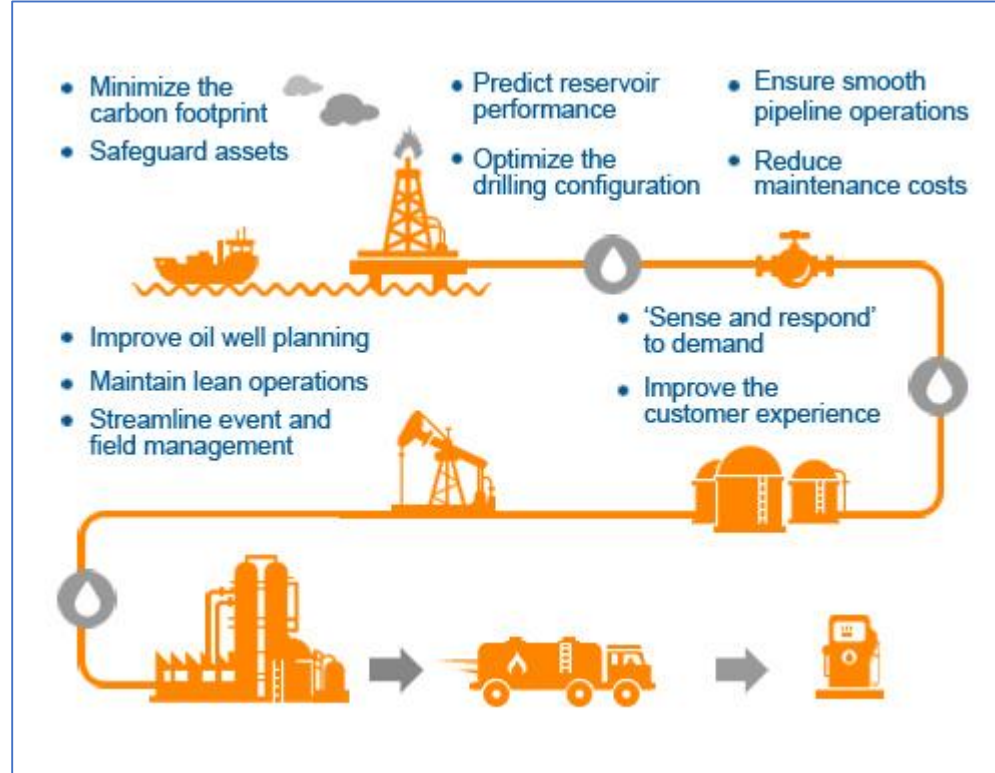 • Minimize the
carbon footprint
• Safeguard assets
• Predict reservoir
performance
• Optimize the
drilling configuration
• Ensure smooth
pipeline operations
• Reduce
maintenance costs
• Improve oil well planning
• Maintain lean operations
• Streamline event and
field management
• ‘Sense and respond’
to demand
• Improve the
customer experience